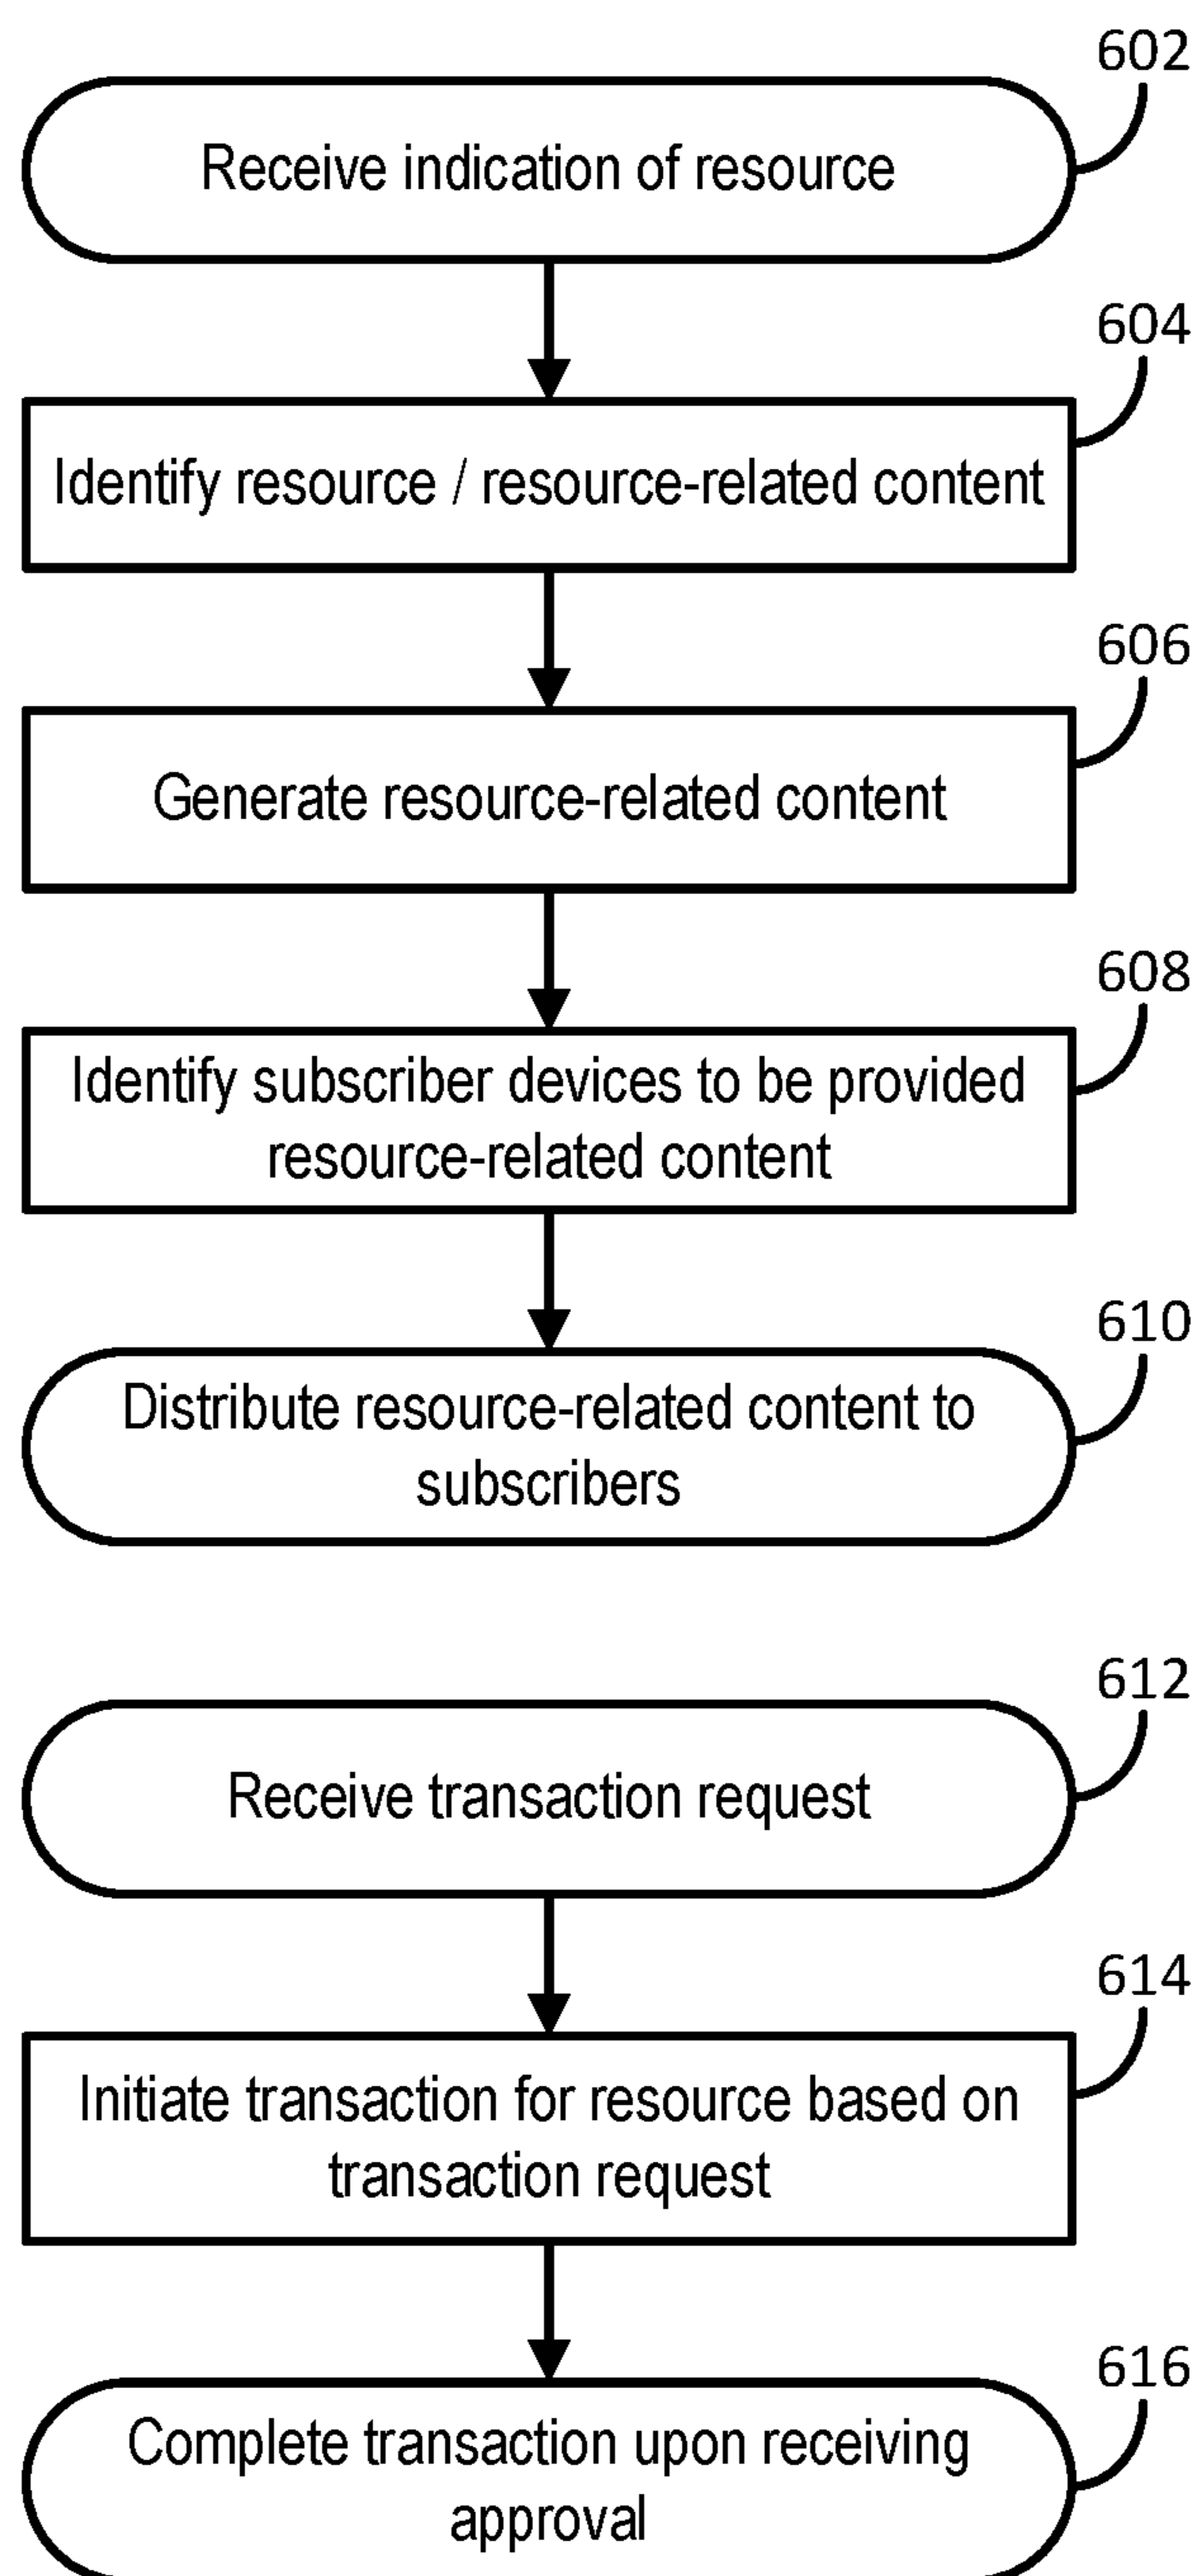 602
Receive indication of resource
604
Identify resource / resource-related content
606
Generate resource-related content
608
Identify subscriber devices to be provided
resource-related content
610
Distribute resource-related content to
subscribers
612
Receive transaction request
614
Initiate transaction for resource based on
transaction request
616
Complete transaction upon receiving
approval